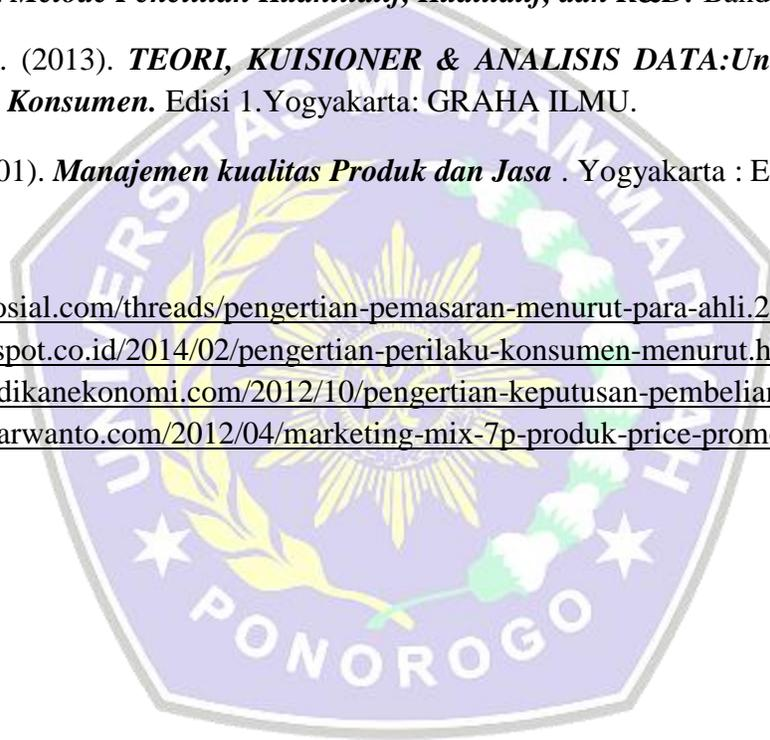 Metode Penelitian Kuantitatif, Kualitatif, dan R&D. Band
. (2013). TEORI, KUISIONER & ANALISIS DATA:Un
Konsumen. Edisi 1.Yogyakarta: GRAHA ILMU.
01). Manajemen kualitas Produk dan Jasa . Yogyakarta : E
osial.com/threads/pengertian-pemasaran-menurut-para-ahli.2
spot.co.id/2014/02/pengertian-perilaku-konsumen-menurut.h
dikanekonomi.com/2012/10/pengertian-keputusan-pembelian
arwanto.com/2012/04/marketing-mix-7p-produk-price-prom
UNIVERSITAS MUHAMMADIYAH
PONOROGO